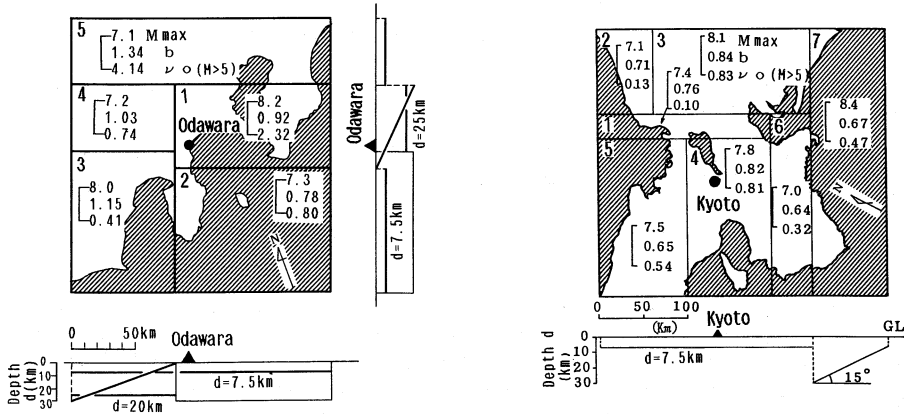 5
7.1 M max
1.34 b
4.14 ν o (M>5)
4
7.2
1.03
0.74
1
Odawara
8.2
0.92
2.32
3
8.0
1.15
0.41
2
7.3
0.78
0.80
N
Odawara
d=25km
d=7.5km
0 50km
Odawara
Depth d(km)
0
10
20
30
d=7.5km
d=20km
2
7.1
0.71
0.13
3
8.1 M max
0.84 b
0.83 ν o (M>5)
7
7.4
0.76
0.10
1
6
8.4
0.67
0.47
5
4
7.8
0.82
0.81
Kyoto
7.0
0.64
0.32
N
7.5
0.65
0.54
0 50 100
(Km)
Kyoto
GL
Depth d (km)
0
10
20
30
d=7.5km
15°